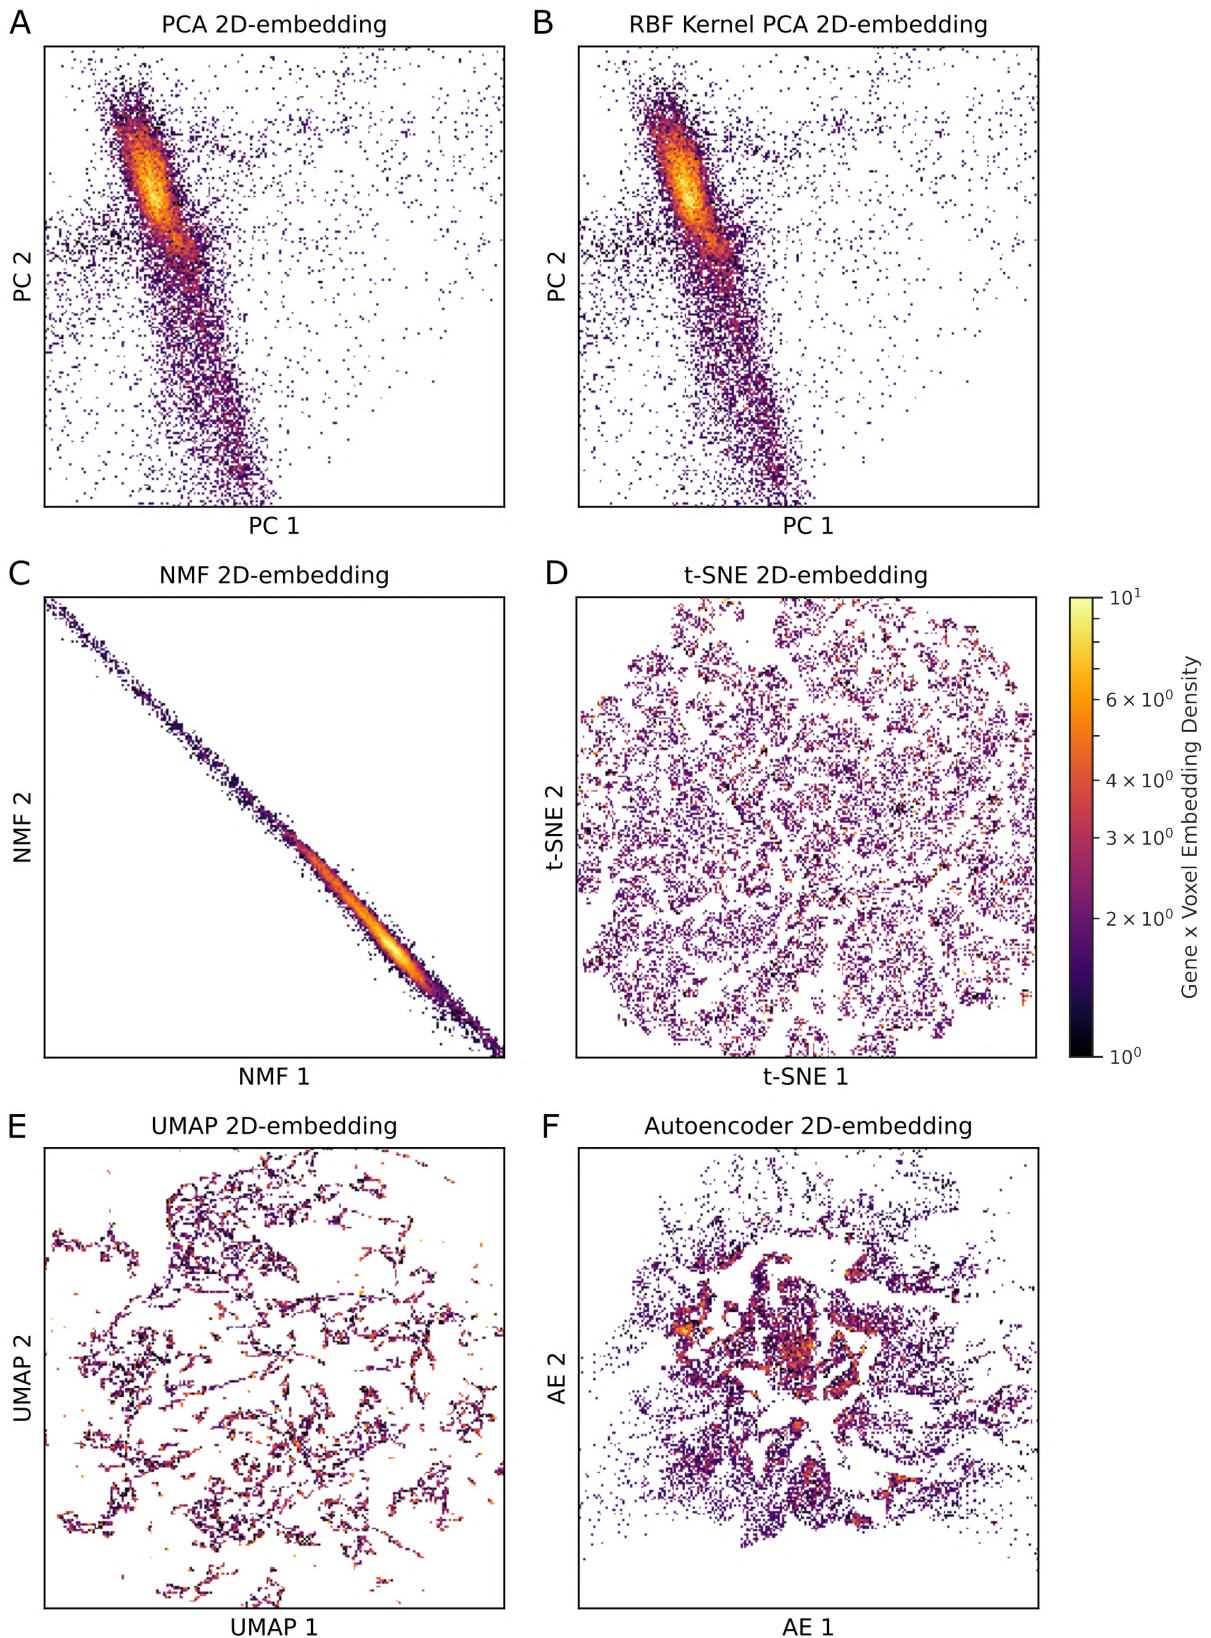 A
PCA 2D-embedding
B
RBF Kernel PCA 2D-embedding
PC 2
PC 1
PC 2
PC 1
C
NMF 2D-embedding
D
t-SNE 2D-embedding
NMF 2
NMF 1
t-SNE 2
t-SNE 1
10¹
6 × 10⁰
4 × 10⁰
3 × 10⁰
2 × 10⁰
10⁰
Gene x Voxel Embedding Density
E
UMAP 2D-embedding
F
Autoencoder 2D-embedding
UMAP 2
UMAP 1
AE 2
AE 1